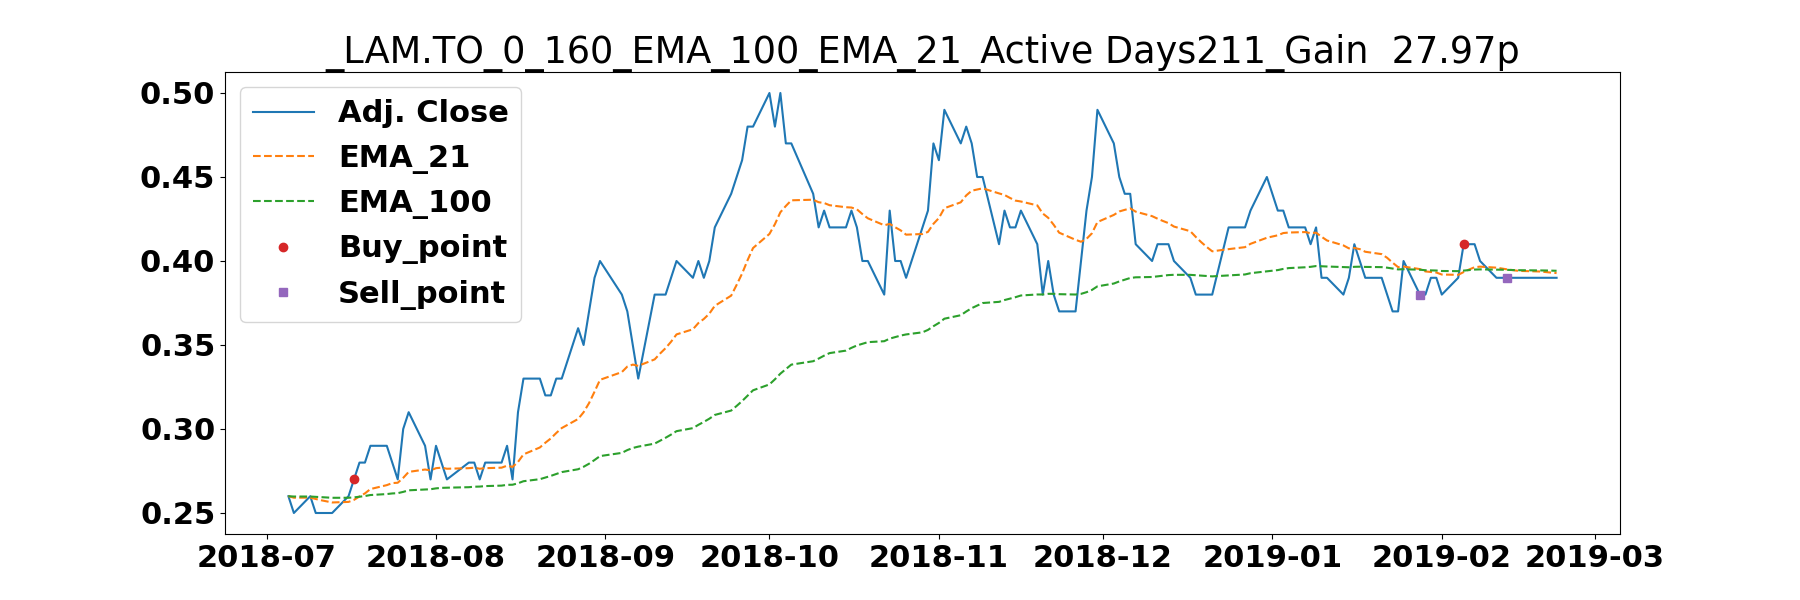 _LAM.TO_0_160_EMA_100_EMA_21_Active Days211_Gain  27.97p
0.50
0.45
0.40
0.35
0.30
0.25
Adj. Close
EMA_21
EMA_100
Buy_point
Sell_point
2018-07 2018-08 2018-09 2018-10 2018-11 2018-12 2019-01 2019-02 2019-03